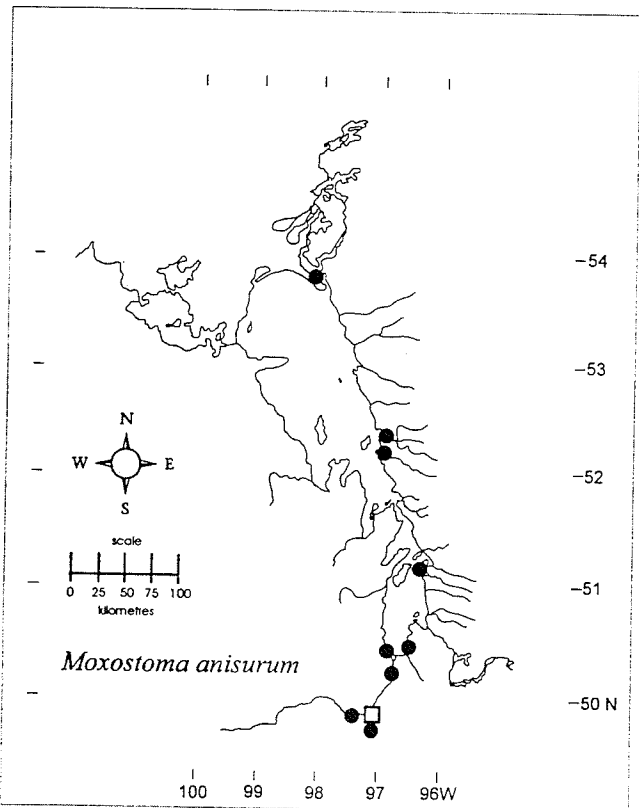 -54
-53
N
W E
-52
S
scale
0 25 50 75 100
kilometres
-51
Moxostoma anisurum
-50 N
100 99 98 97 96W